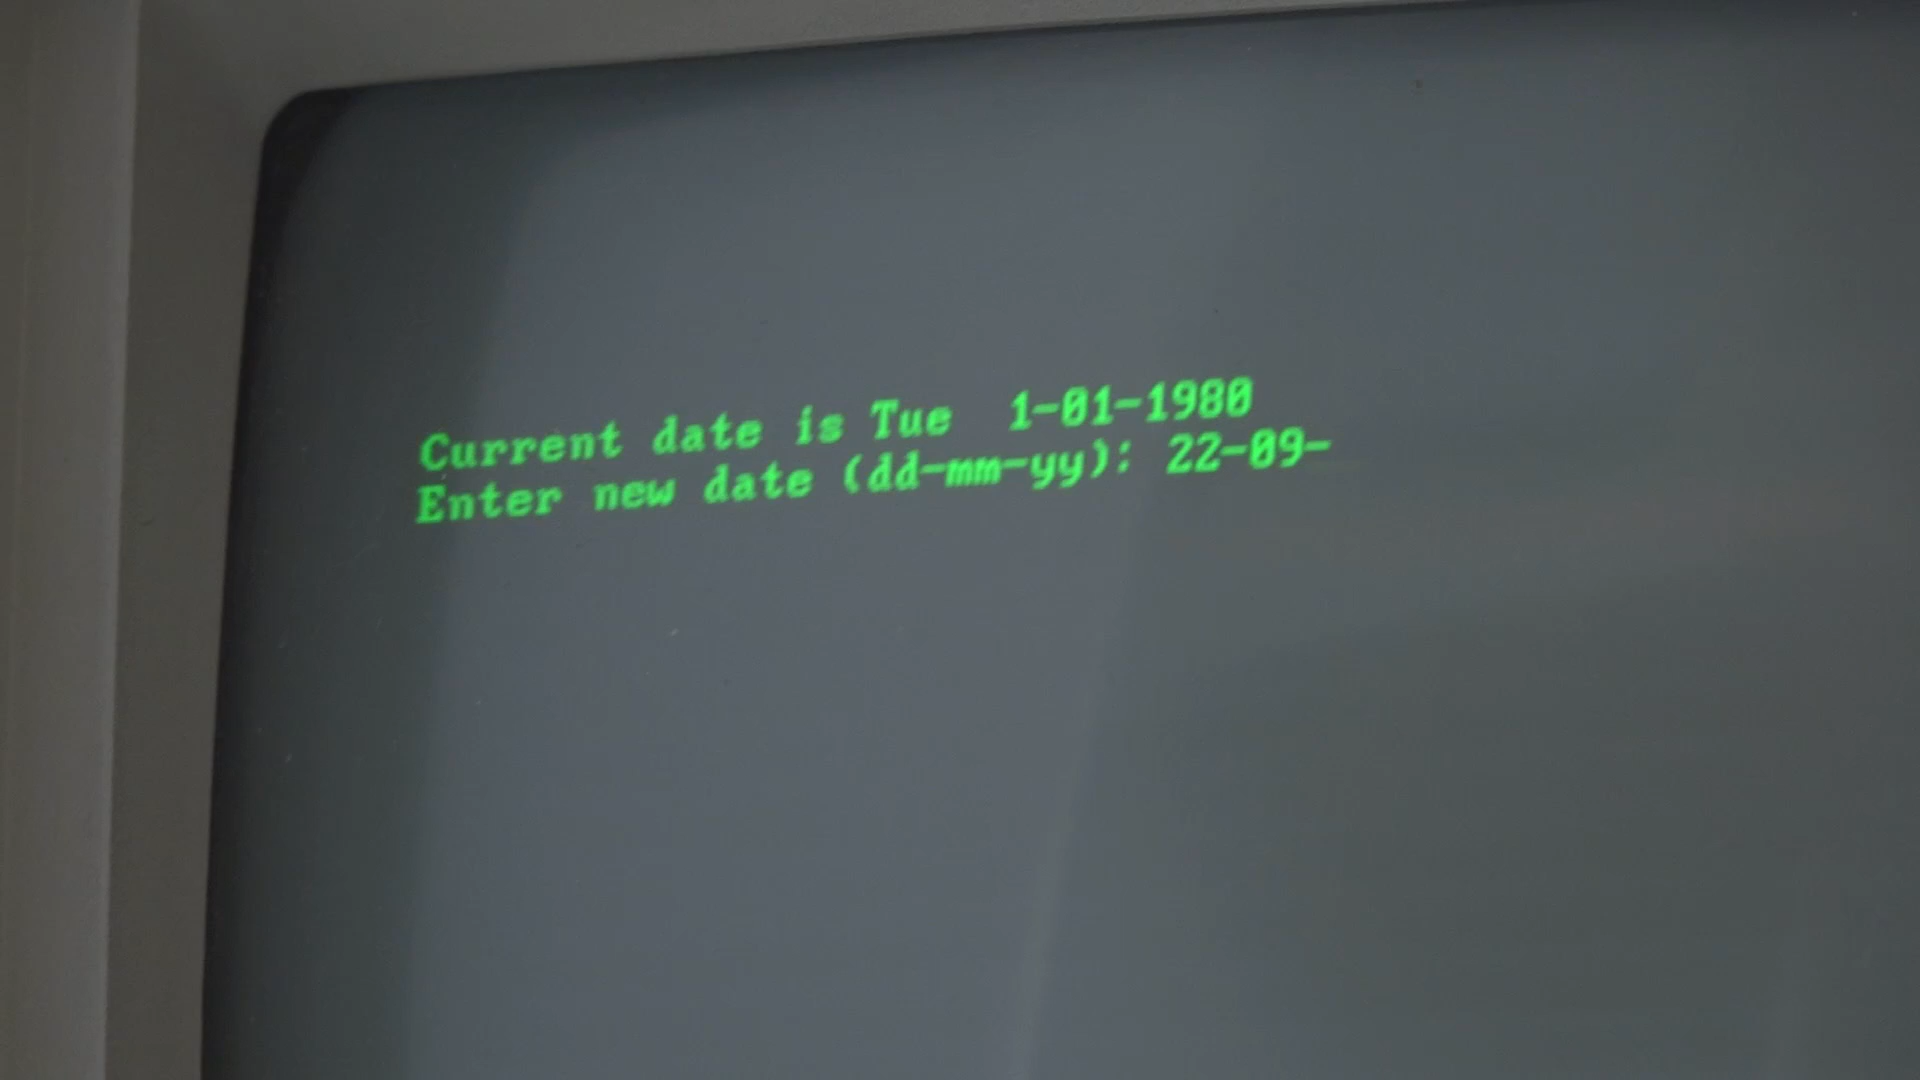 Current date is Tue  1-01-1980
Enter new date (dd-mm-yy): 22-09-